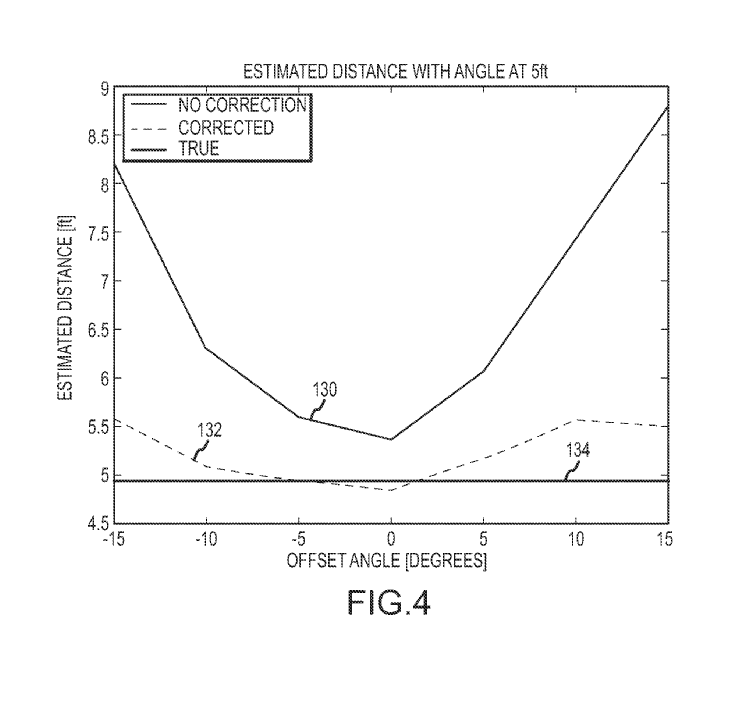 ESTIMATED DISTANCE WITH ANGLE AT 5ft
NO CORRECTION
CORRECTED
TRUE
ESTIMATED DISTANCE [ft]
9
8.5
8
7.5
7
6.5
6
5.5
5
4.5
130
132
134
-15
-10
-5
0
5
10
15
OFFSET ANGLE [DEGREES]
FIG.4